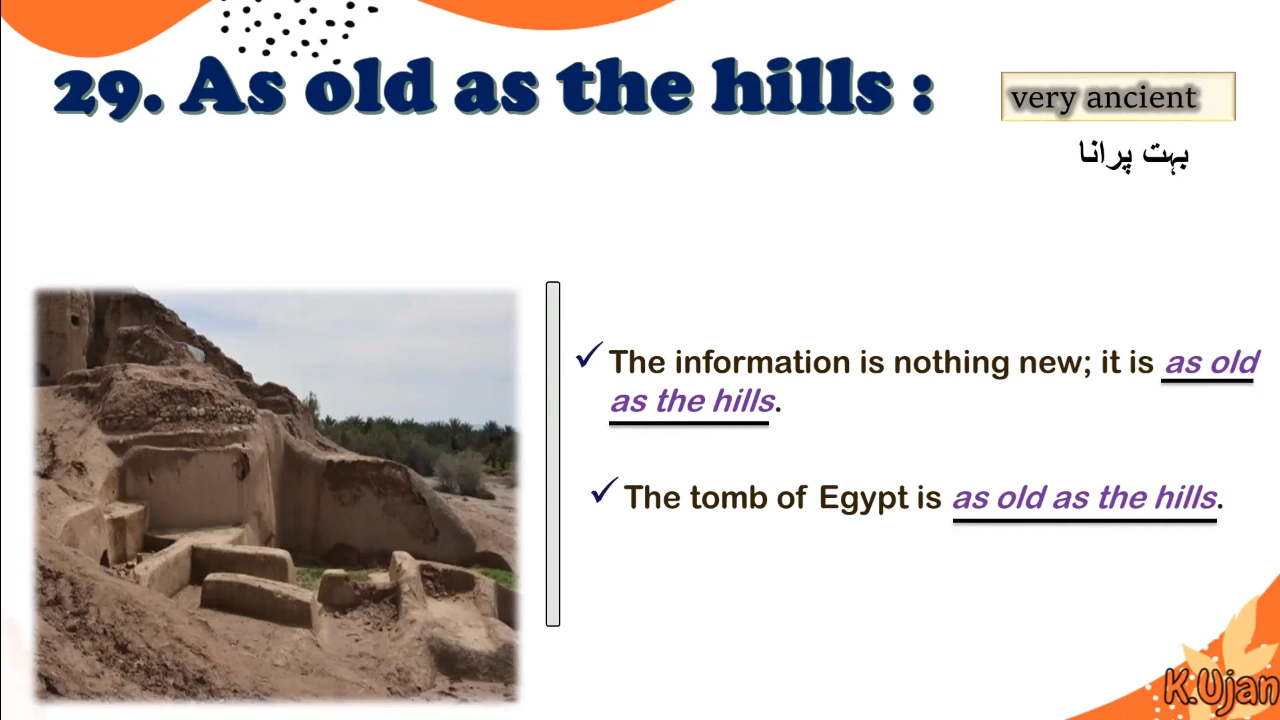 29. As old as the hills :
very ancient
بہت پرانا
The information is nothing new; it is as old
as the hills.
The tomb of Egypt is as old as the hills.
K.Ujan